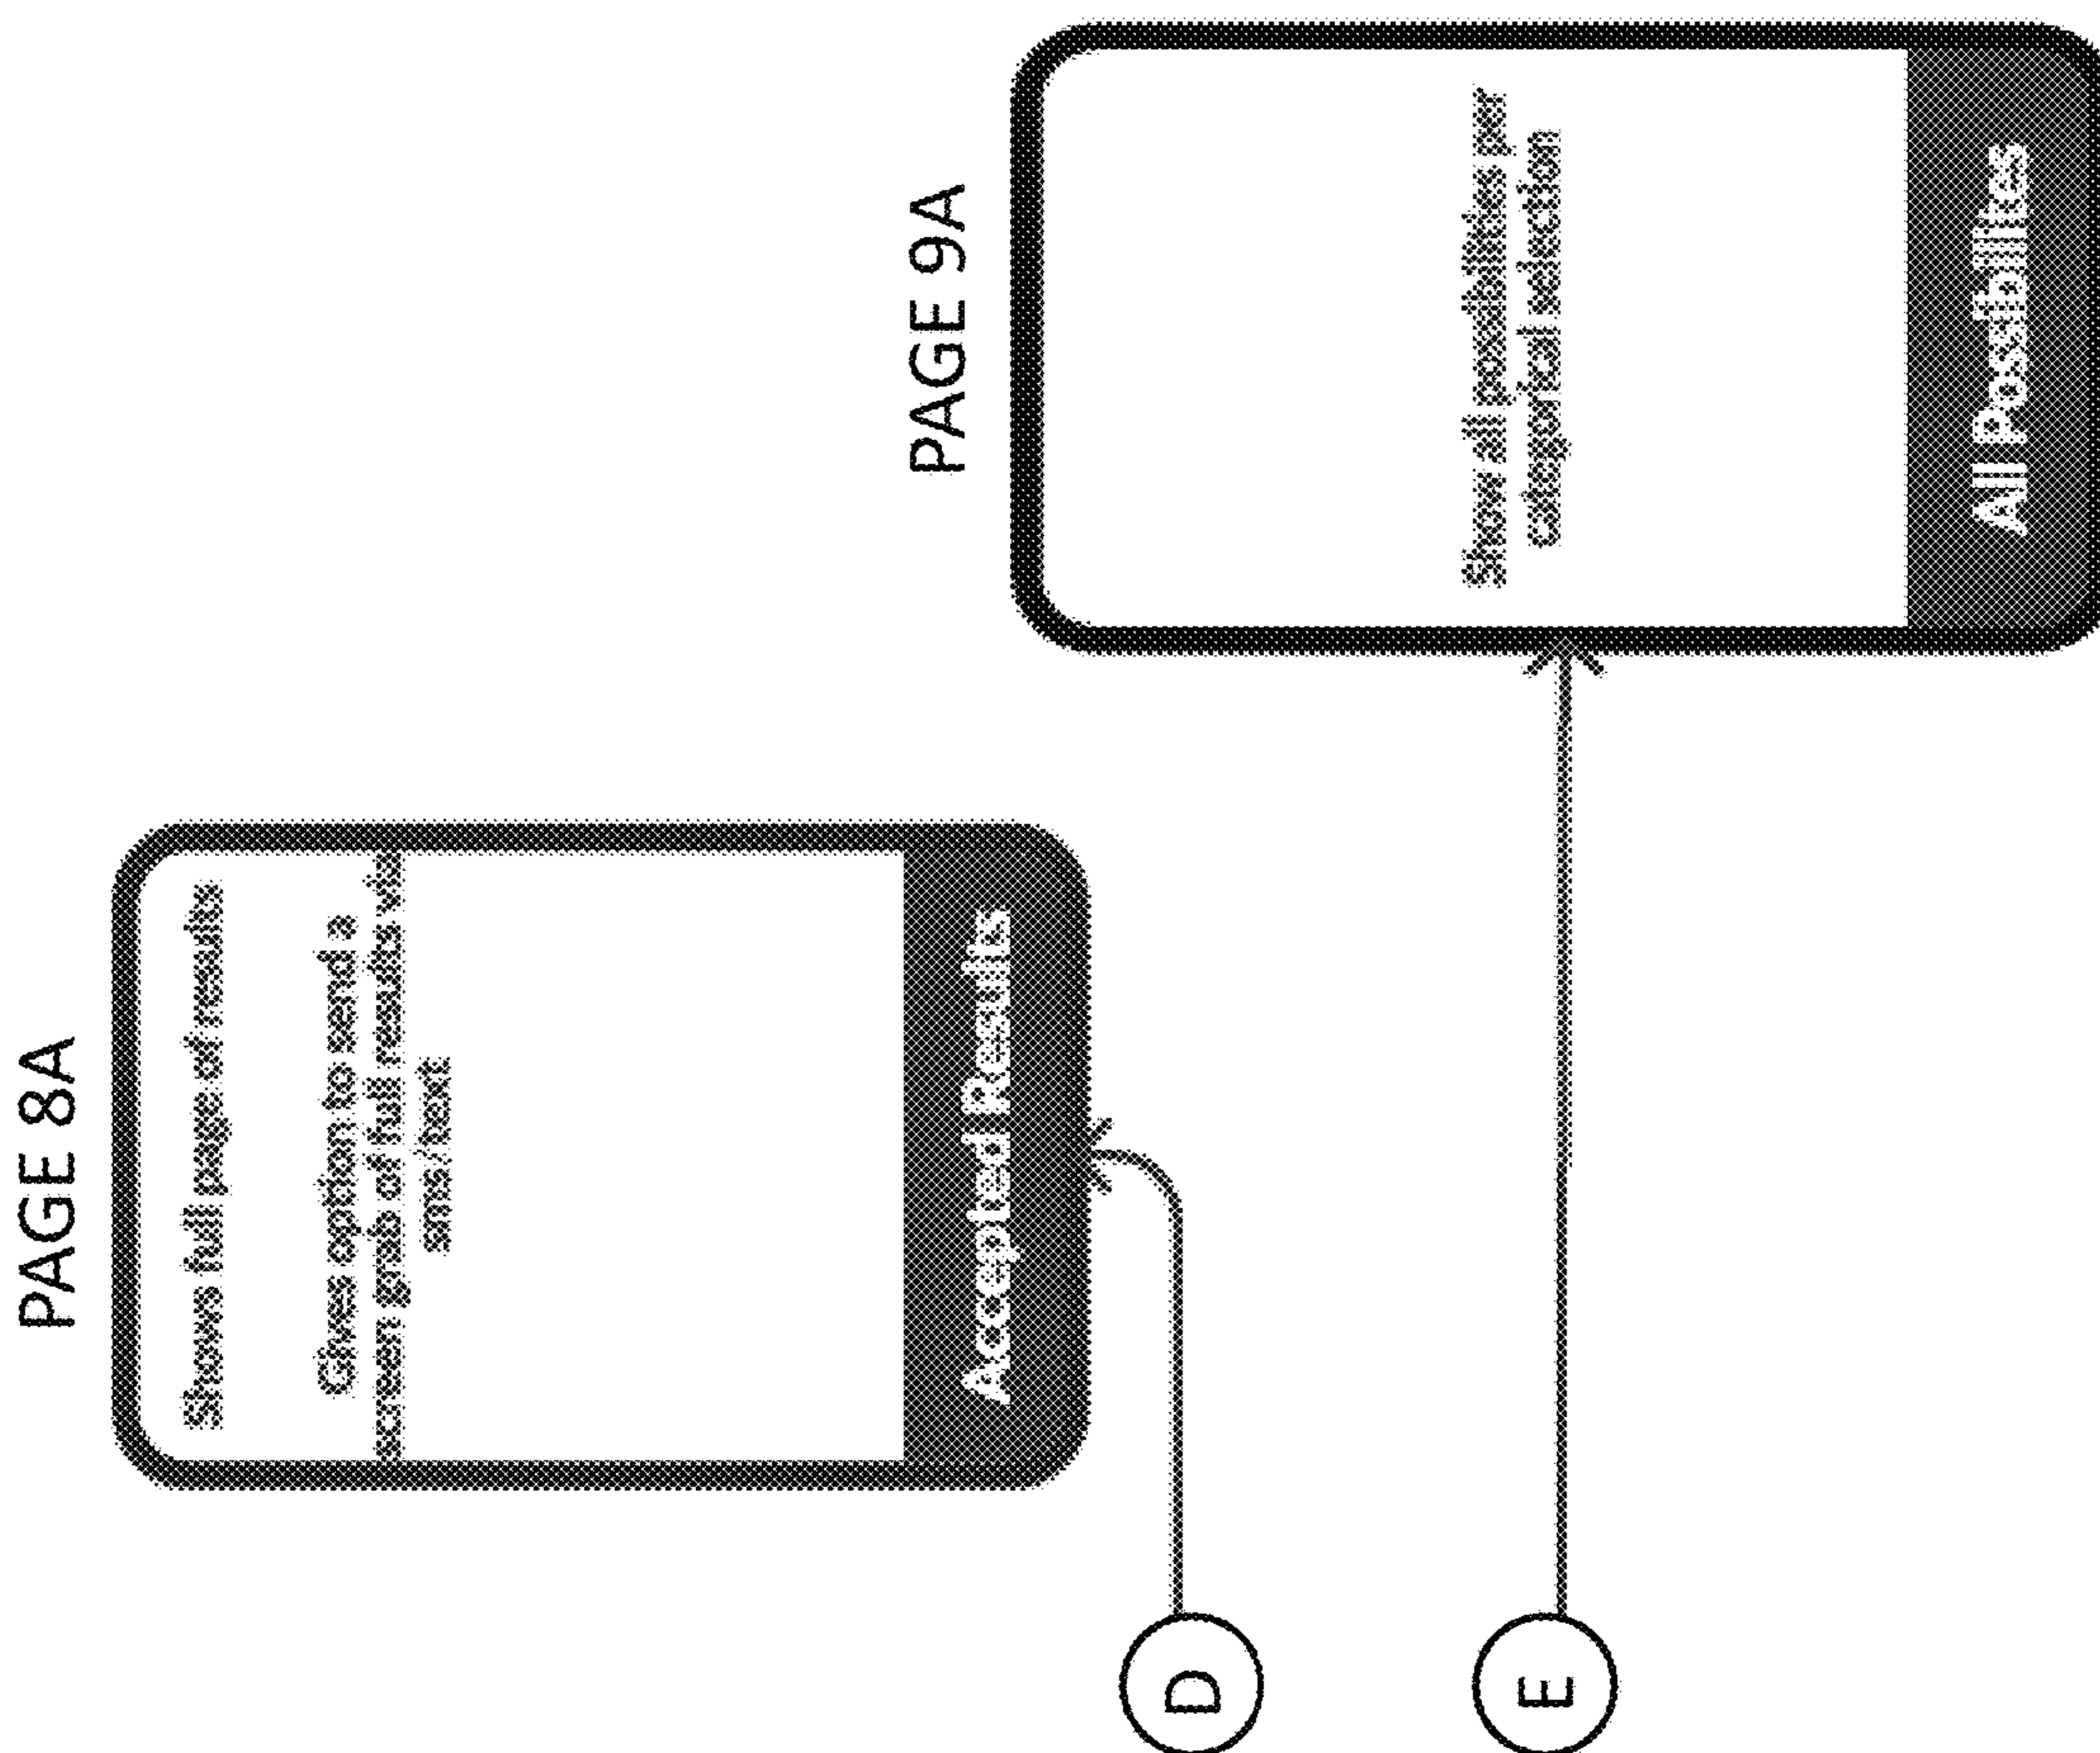 PAGE 8A
Shows full page of results
Gives option to send a
screen grab of full results via
sms/text
Accepted Results
D
PAGE 9A
Show all possibilities per
categorical selection
All Possibilities
E